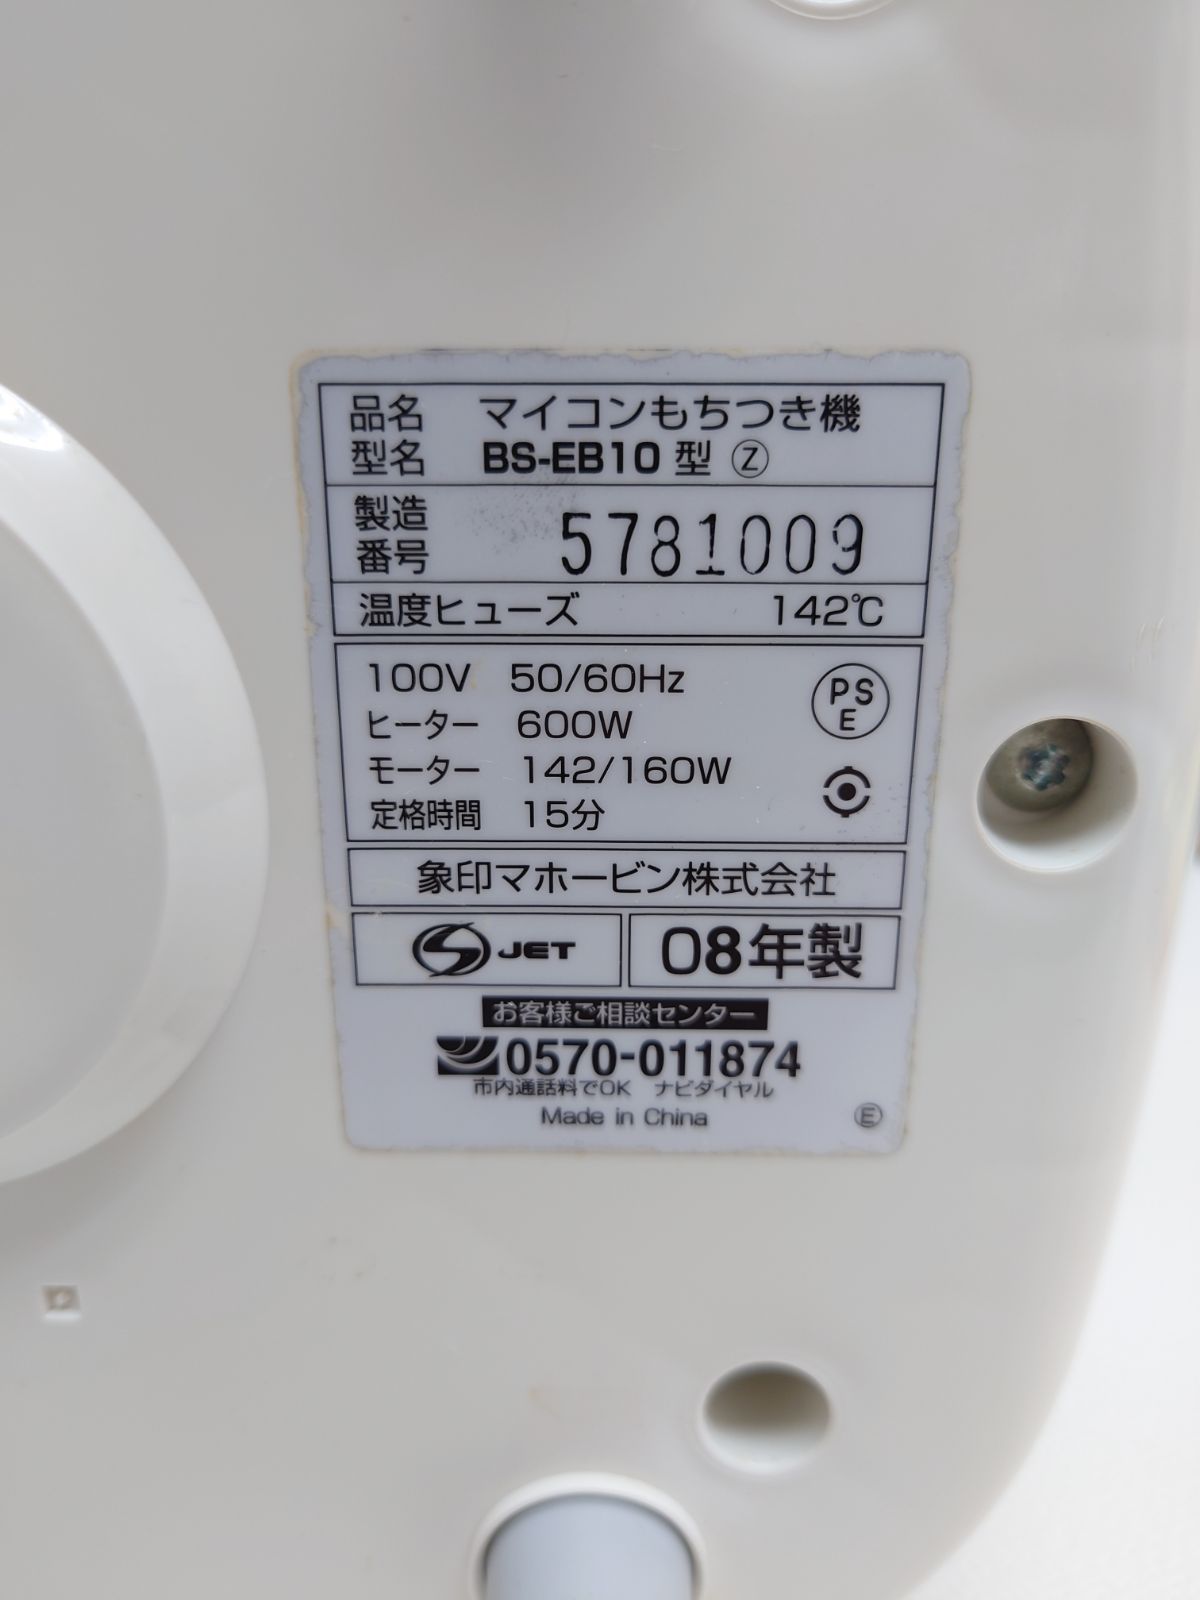 品名 マイコンもちつき機
型名 BS-EB10 型 Ⓩ
製造番号 5781009
温度ヒューズ 142℃
100V 50/60Hz
PS
E
ヒーター 600W
モーター 142/160W
定格時間 15分
象印マホービン株式会社
S JET 08年製
お客様ご相談センター
0570-011874
市内通話料でOK ナビダイヤル
Made in China Ⓔ